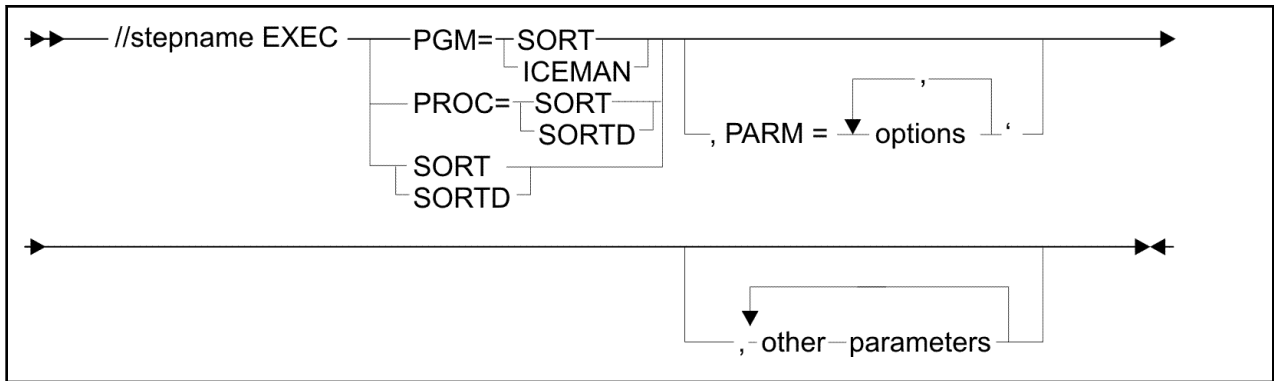 //stepname EXEC PGM= SORT
ICEMAN
,
PROC= SORT
SORTD
, PARM = options ‘
SORT
SORTD
, other parameters